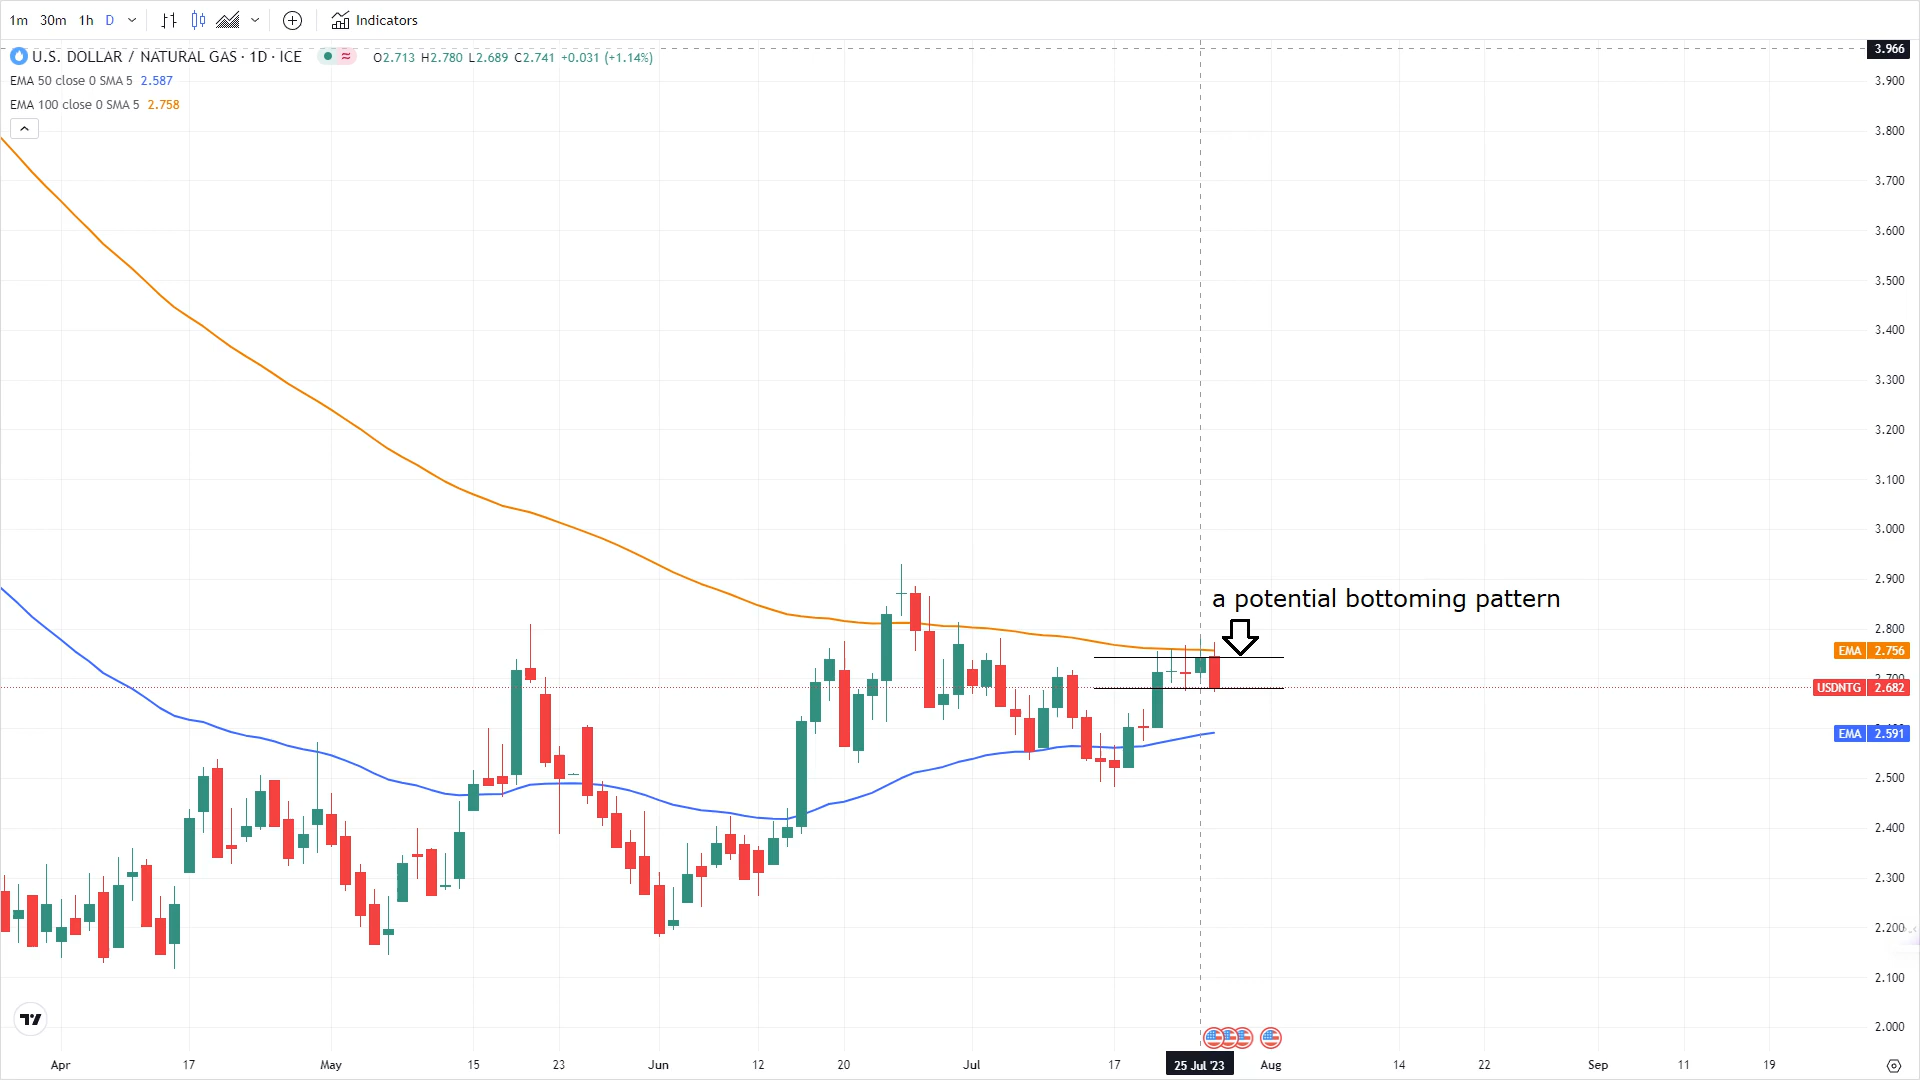 1m 30m 1h D Indicators
U.S. DOLLAR / NATURAL GAS · 1D · ICE O2.713 H2.780 L2.689 C2.741 +0.031 (+1.14%)
EMA 50 close 0 SMA 5 2.587
EMA 100 close 0 SMA 5 2.758
3.966
3.900
3.800
3.700
3.600
3.500
3.400
3.300
3.200
3.100
3.000
2.900
a potential bottoming pattern
2.800
EMA 2.756
2.700
USDNTG 2.682
EMA 2.591
2.500
2.400
2.300
2.200
2.100
2.000
Apr 17 May 15 23 Jun 12 20 Jul 17 25 Jul '23 Aug 14 22 Sep 11 19